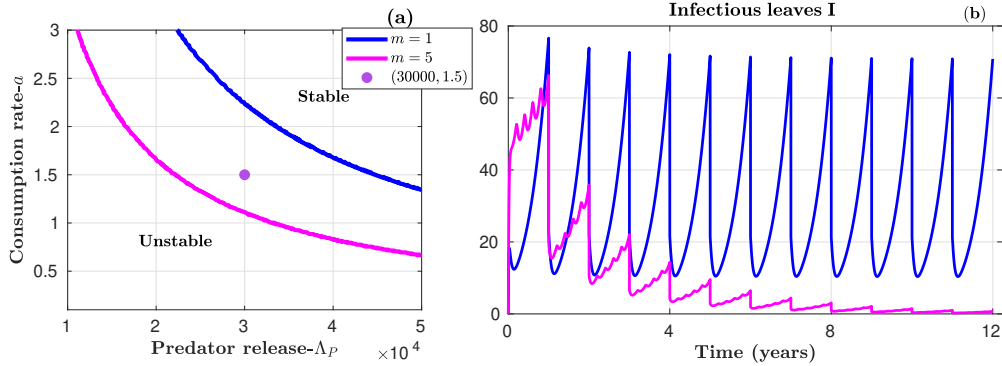 (a)
m = 1
m = 5
(30000, 1.5)
Stable
Unstable
Consumption rate-a
3
2.5
2
1.5
1
0.5
1
2
3
4
5
×10⁴
Predator release-Λ_P
Infectious leaves I
(b)
80
60
40
20
0
0
4
8
12
Time (years)